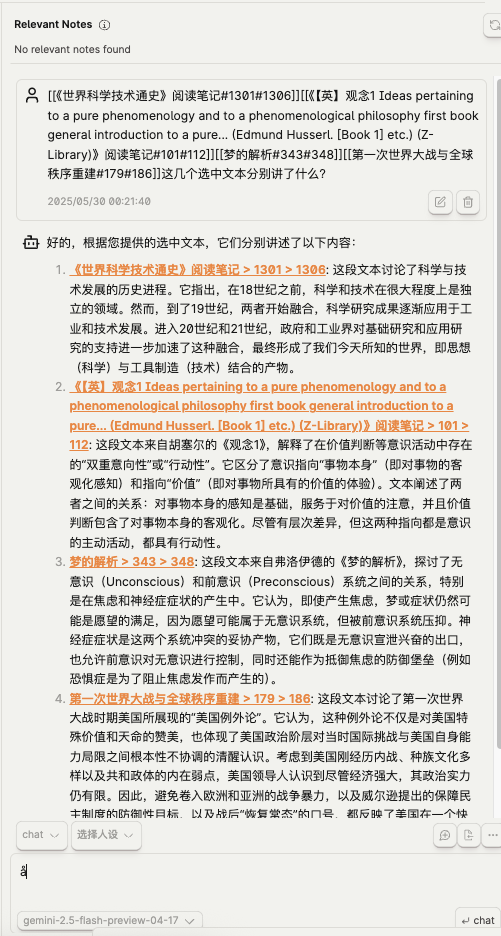 Relevant Notes
No relevant notes found
[[《世界科学技术通史》阅读笔记#1301#1306]][[《【英】观念1 Ideas pertaining
to a pure phenomenology and to a phenomenological philosophy first book
general introduction to a pure... (Edmund Husserl. [Book 1] etc.) (Z-
Library)》阅读笔记#101#112]][[梦的解析#343#348]][[第一次世界大战与全球
秩序重建#179#186]]这几个选中文本分别讲了什么?
2025/05/30 00:21:40
好的，根据您提供的选中文本，它们分别讲述了以下内容：
1. 《世界科学技术通史》阅读笔记 > 1301 > 1306: 这段文本讨论了科学与技
术发展的历史进程。它指出，在18世纪之前，科学和技术在很大程度上是独
立的领域。然而，到了19世纪，两者开始融合，科学研究成果逐渐应用于工
业和技术发展。进入20世纪和21世纪，政府和工业界对基础研究和应用研
究的支持进一步加速了这种融合，最终形成了我们今天所知的世界，即思想
（科学）与工具制造（技术）结合的产物。
2. 《【英】观念1 Ideas pertaining to a pure phenomenology and to a
phenomenological philosophy first book general introduction to a
pure... (Edmund Husserl. [Book 1] etc.) (Z-Library)》阅读笔记 > 101 >
112: 这段文本来自胡塞尔的《观念1》，解释了在价值判断等意识活动中存在
的“双重意向性”或“行动性”。它区分了意识指向“事物本身”（即对事物的客
观化感知）和指向“价值”（即对事物所具有的价值的体验）。文本阐述了两
者之间的关系：对事物本身的感知是基础，服务于对价值的注意，并且价值
判断包含了对事物本身的客观化。尽管有层次差异，但这两种指向都是意识
的主动活动，都具有行动性。
3. 梦的解析 > 343 > 348: 这段文本来自弗洛伊德的《梦的解析》，探讨了无
意识（Unconscious）和前意识（Preconscious）系统之间的关系，特别
是在焦虑和神经症症状的产生中。它认为，即使产生焦虑，梦或症状仍然可
能是愿望的满足，因为愿望可能属于无意识系统，但被前意识系统压抑。神
经症症状是这两个系统冲突的妥协产物，它们既是无意识宣泄兴奋的出口，
也允许前意识对无意识进行控制，同时还能作为抵御焦虑的防御堡垒（例如
恐惧症是为了阻止焦虑发作而产生的）。
4. 第一次世界大战与全球秩序重建 > 179 > 186: 这段文本讨论了第一次世界
大战时期美国所展现的“美国例外论”。它认为，这种例外论不仅是对美国特
殊价值和天命的赞美，也体现了美国政治阶层对当时国际挑战与美国自身能
力局限之间根本性不协调的清醒认识。考虑到美国刚经历内战、种族文化多
样以及共和政体的内在弱点，美国领导人认识到尽管经济强大，其政治实力
仍有限。因此，避免卷入欧洲和亚洲的战争暴力，以及威尔逊提出的保障民
主制度的防御性目标，以及战后“恢复常态”的口号，都反映了美国在一个快
chat
选择人设
å
gemini-2.5-flash-preview-04-17
chat